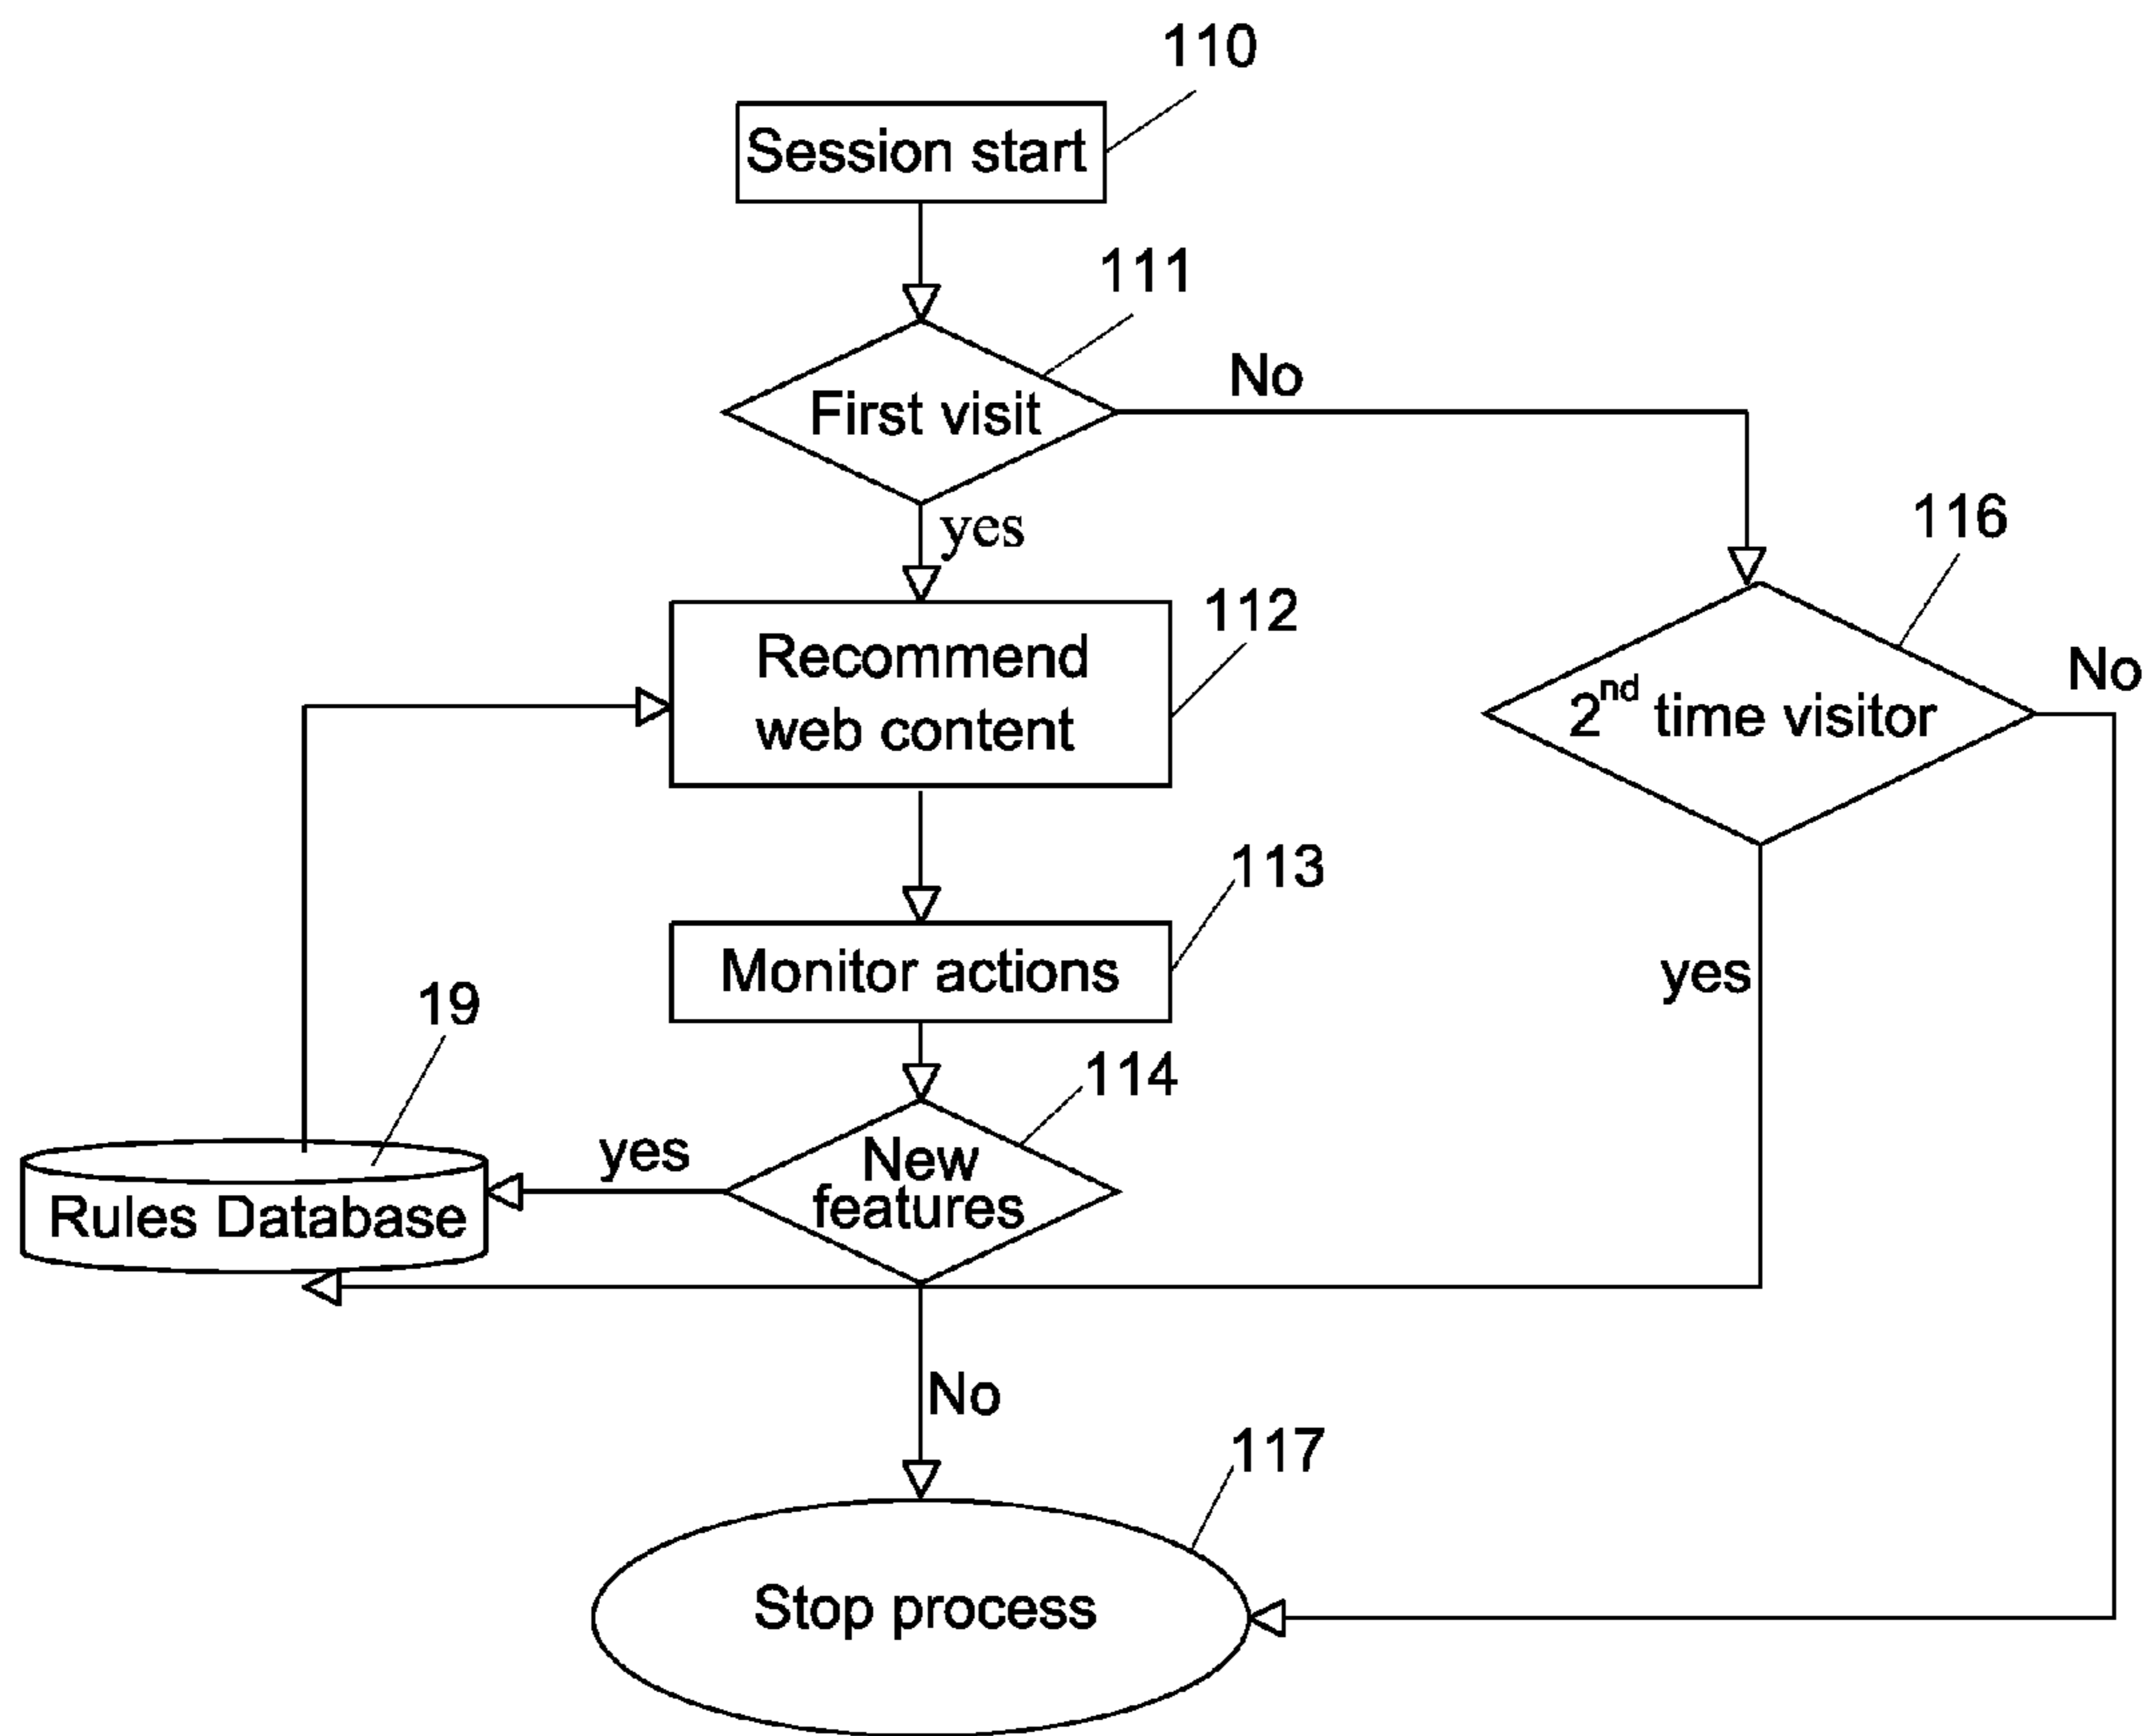 110
Session start
111
First visit
No
yes
116
112
Recommend
web content
No
2nd time visitor
113
Monitor actions
yes
19
114
New
features
yes
Rules Database
No
117
Stop process